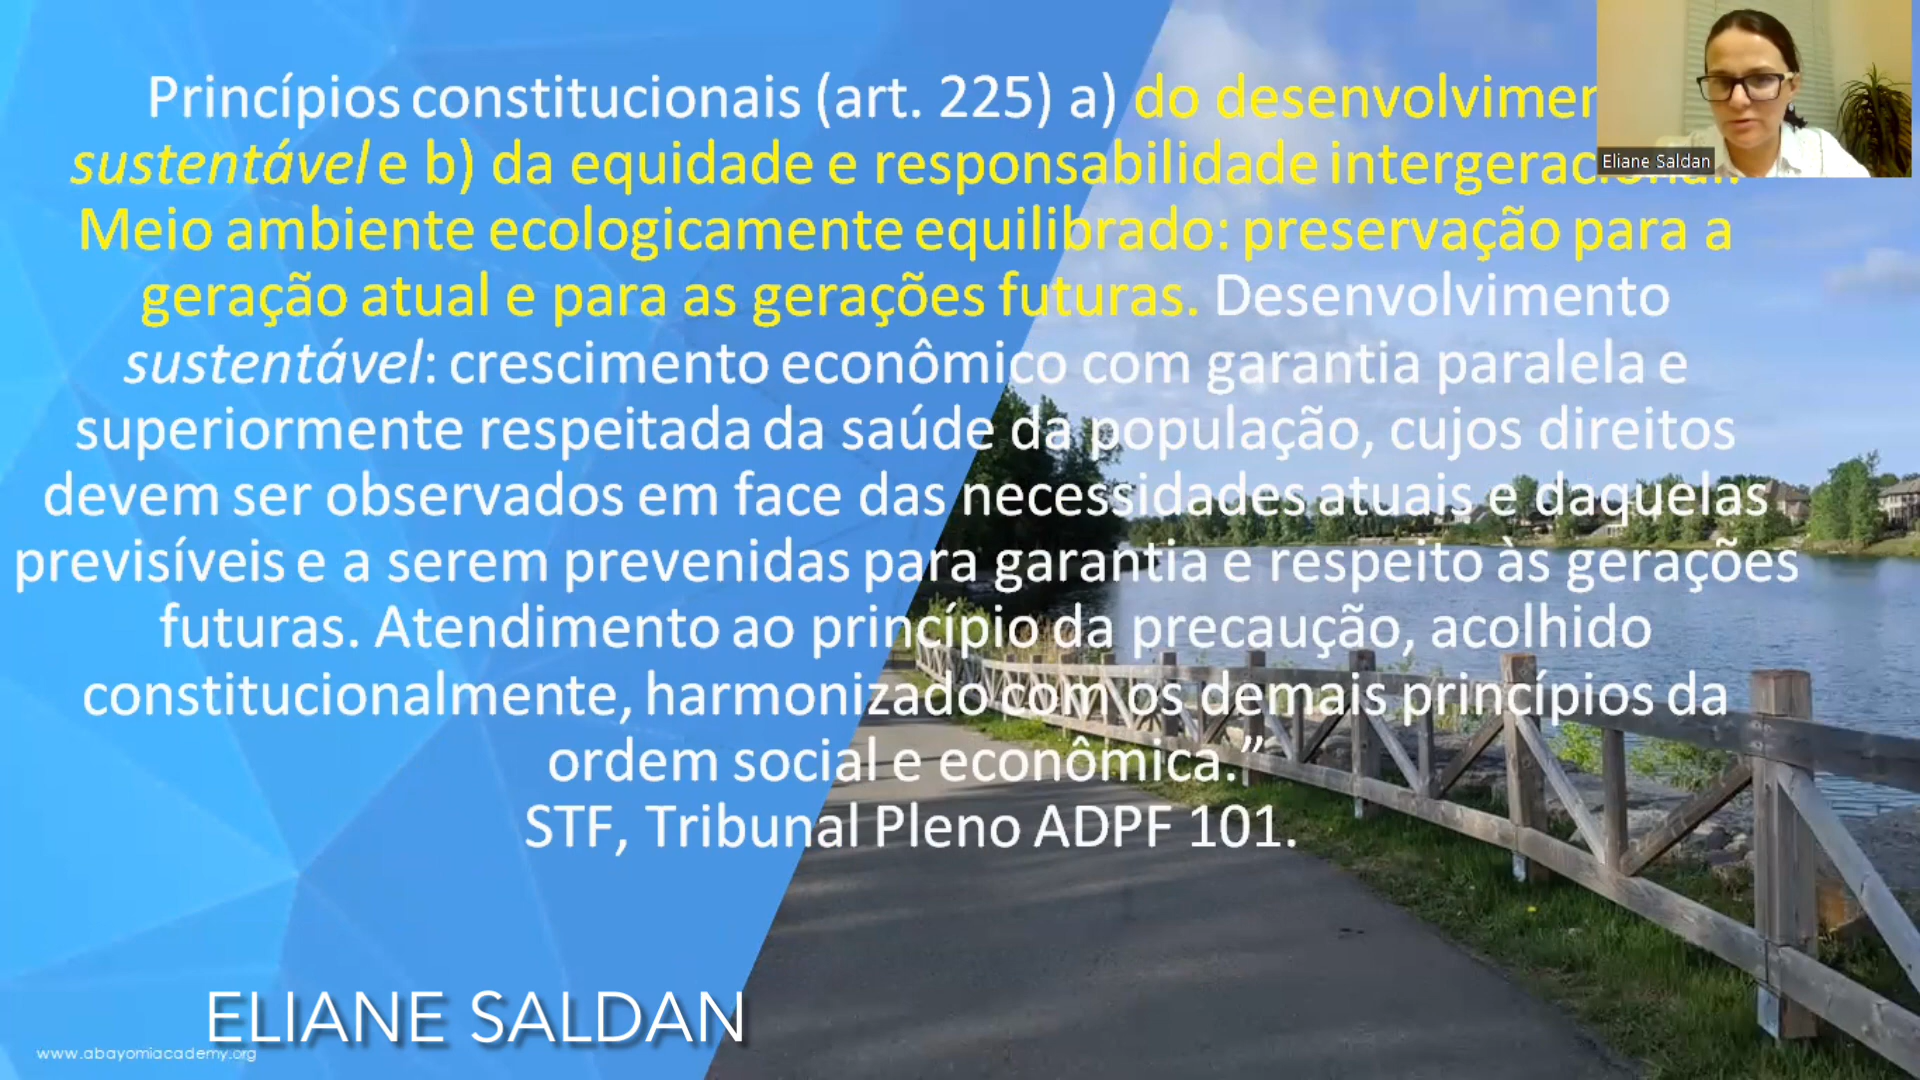 Princípios constitucionais (art. 225) a) do desenvolvimen
sustentável e b) da equidade e responsabilidade intergeracional.
Meio ambiente ecologicamente equilibrado: preservação para a
geração atual e para as gerações futuras. Desenvolvimento
sustentável: crescimento econômico com garantia paralela e
superiormente respeitada da saúde da população, cujos direitos
devem ser observados em face das necessidades atuais e daquelas
previsíveis e a serem prevenidas para garantia e respeito às gerações
futuras. Atendimento ao princípio da precaução, acolhido
constitucionalmente, harmonizado com os demais princípios da
ordem social e econômica.”
STF, Tribunal Pleno ADPF 101.
Eliane Saldan
ELIANE SALDAN
www.abayomiacademy.org